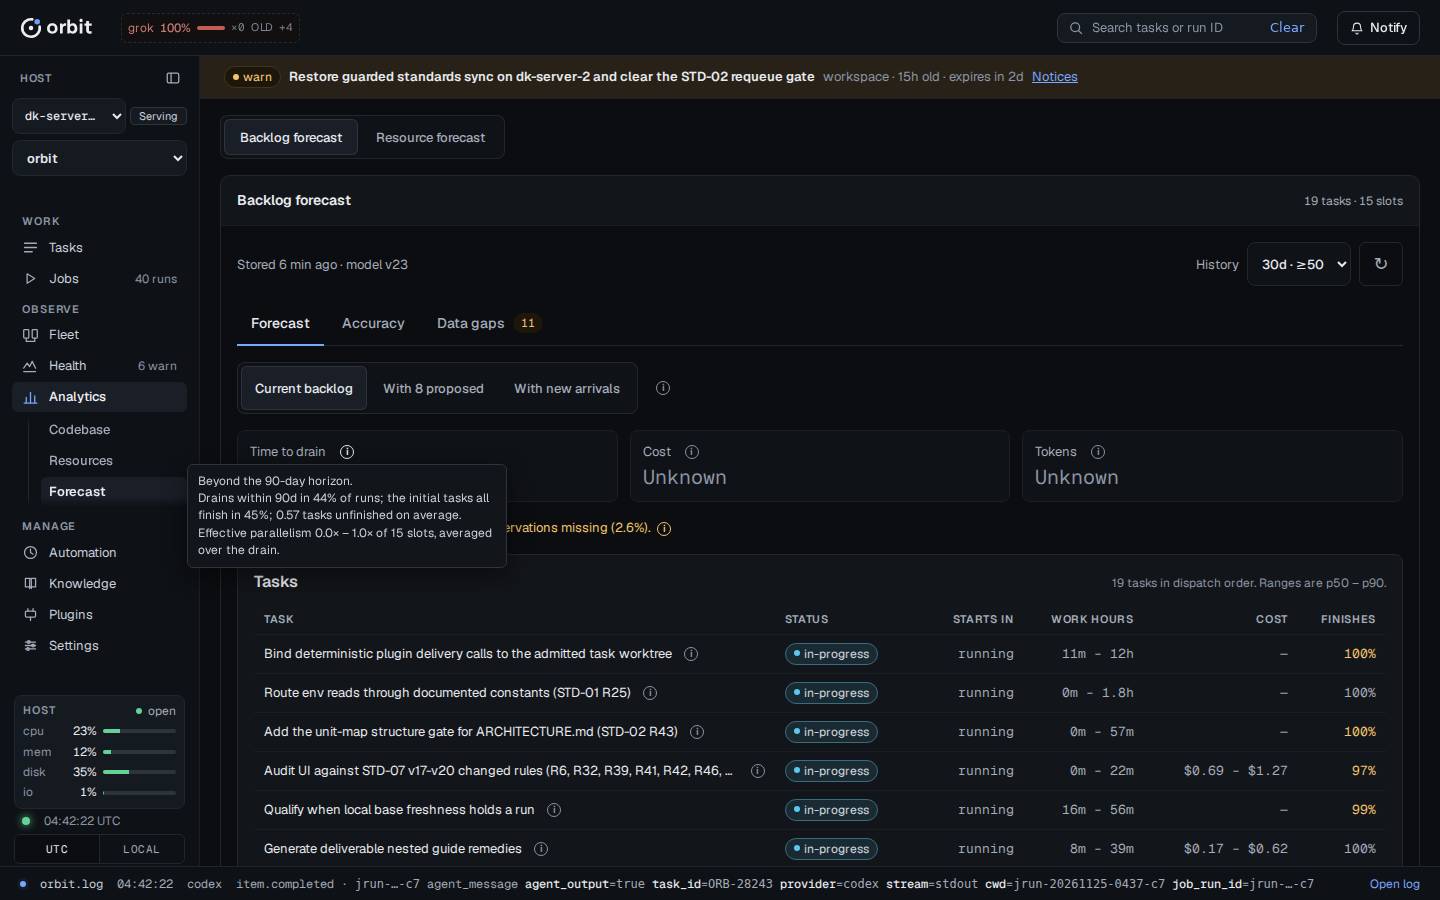 orbit
grok 100% ×0 OLD +4
Search tasks or run ID Clear
Notify
HOST
dk-server…
Serving
orbit
WORK
Tasks
Jobs 40 runs
OBSERVE
Fleet
Health 6 warn
Analytics
Codebase
Resources
Forecast
MANAGE
Automation
Knowledge
Plugins
Settings
HOST open
cpu 23%
mem 12%
disk 35%
io 1%
04:42:22 UTC
UTC LOCAL
warn Restore guarded standards sync on dk-server-2 and clear the STD-02 requeue gate workspace · 15h old · expires in 2d Notices
Backlog forecast Resource forecast
Backlog forecast 19 tasks · 15 slots
Stored 6 min ago · model v23 History 30d · ≥50 ↻
Forecast Accuracy Data gaps 11
Current backlog With 8 proposed With new arrivals
Time to drain
Cost
Unknown
Tokens
Unknown
Beyond the 90-day horizon.
Drains within 90d in 44% of runs; the initial tasks all
finish in 45%; 0.57 tasks unfinished on average.
Effective parallelism 0.0× – 1.0× of 15 slots, averaged
over the drain.
ervations missing (2.6%).
Tasks 19 tasks in dispatch order. Ranges are p50 – p90.
TASK STATUS STARTS IN WORK HOURS COST FINISHES
Bind deterministic plugin delivery calls to the admitted task worktree in-progress running 11m – 12h — 100%
Route env reads through documented constants (STD-01 R25) in-progress running 0m – 1.8h — 100%
Add the unit-map structure gate for ARCHITECTURE.md (STD-02 R43) in-progress running 0m – 57m — 100%
Audit UI against STD-07 v17-v20 changed rules (R6, R32, R39, R41, R42, R46, … in-progress running 0m – 22m $0.69 – $1.27 97%
Qualify when local base freshness holds a run in-progress running 16m – 56m — 99%
Generate deliverable nested guide remedies in-progress running 8m – 39m $0.17 – $0.62 100%
orbit.log 04:42:22 codex item.completed · jrun-…-c7 agent_message agent_output=true task_id=ORB-28243 provider=codex stream=stdout cwd=jrun-20261125-0437-c7 job_run_id=jrun-…-c7 Open log